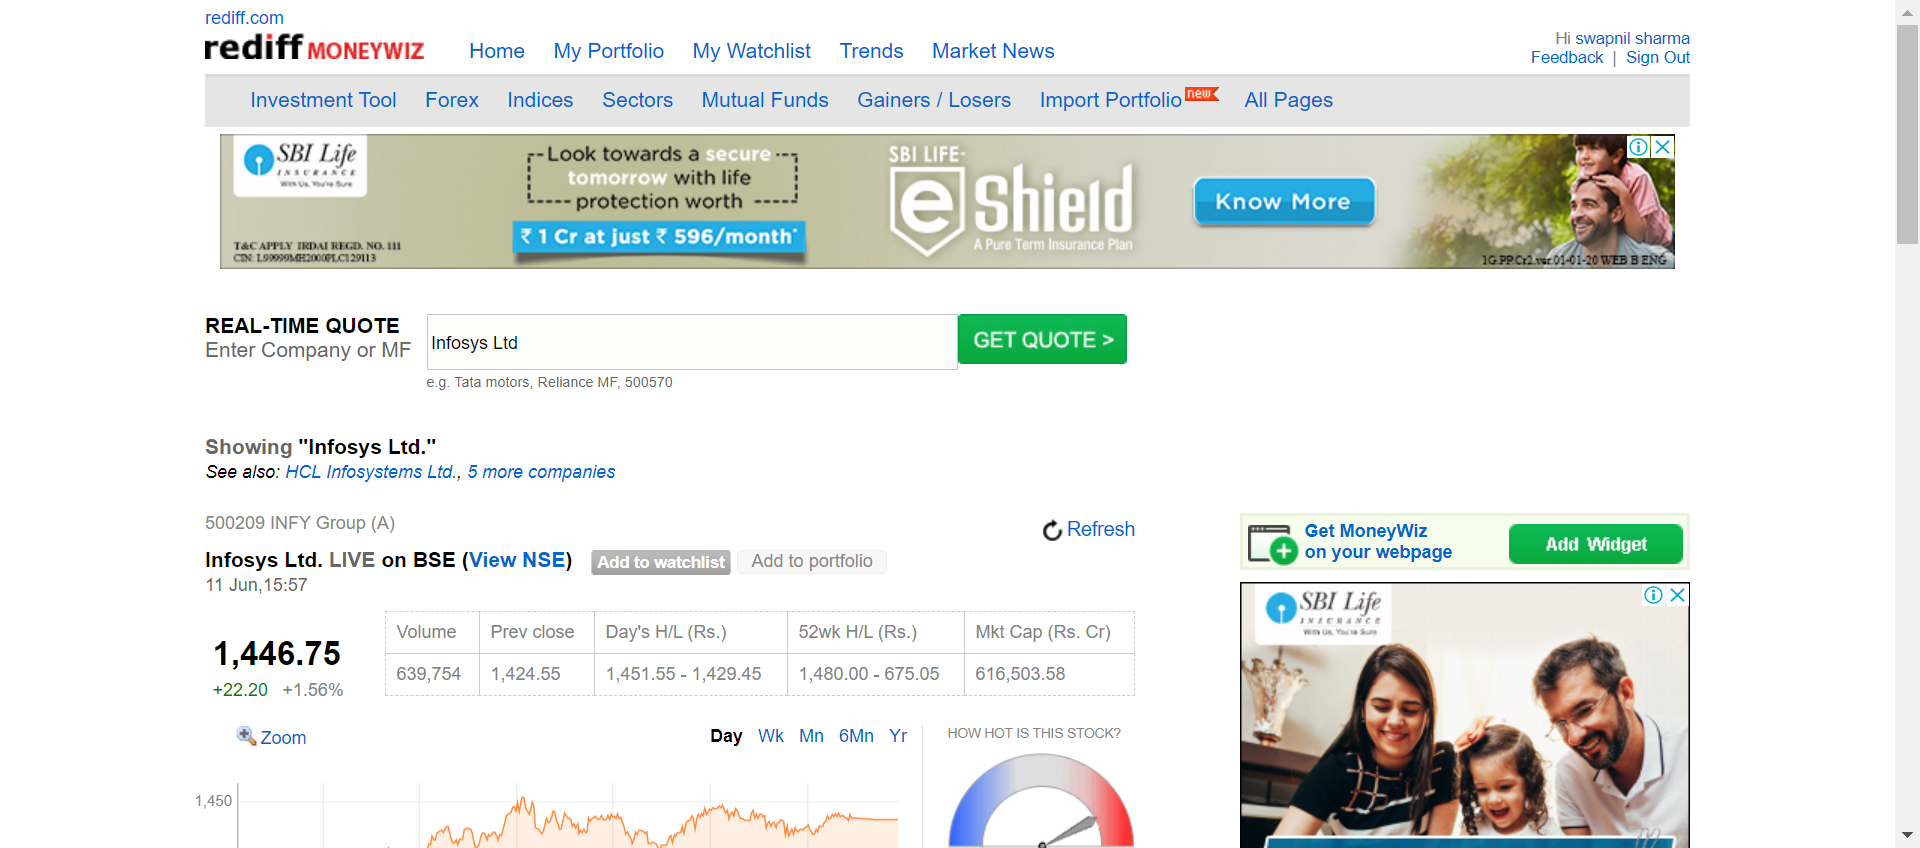 rediff.com
rediff MONEYWIZ
Home My Portfolio My Watchlist Trends Market News
Hi swapnil sharma
Feedback | Sign Out
Investment Tool Forex Indices Sectors Mutual Funds Gainers / Losers Import Portfolio new All Pages
SBI Life
INSURANCE
With Us, You're Sure
T&C APPLY IRDAI REGD. NO. 111
CIN: L99999MH2000PLC129113
Look towards a secure
tomorrow with life
protection worth
₹ 1 Cr at just ₹ 596/month*
SBI LIFE-
eShield
A Pure Term Insurance Plan
Know More
1G.PP.Cr2.ver.01-01-20 WEB B ENG
REAL-TIME QUOTE
Enter Company or MF
Infosys Ltd
GET QUOTE >
e.g. Tata motors, Reliance MF, 500570
Showing "Infosys Ltd."
See also: HCL Infosystems Ltd., 5 more companies
500209 INFY Group (A)
Refresh
Infosys Ltd. LIVE on BSE (View NSE) Add to watchlist Add to portfolio
11 Jun,15:57
1,446.75
+22.20 +1.56%
Volume Prev close Day's H/L (Rs.) 52wk H/L (Rs.) Mkt Cap (Rs. Cr)
639,754 1,424.55 1,451.55 - 1,429.45 1,480.00 - 675.05 616,503.58
Zoom
Day Wk Mn 6Mn Yr
HOW HOT IS THIS STOCK?
1,450
Get MoneyWiz
on your webpage
Add Widget
SBI Life
INSURANCE
With Us, You're Sure